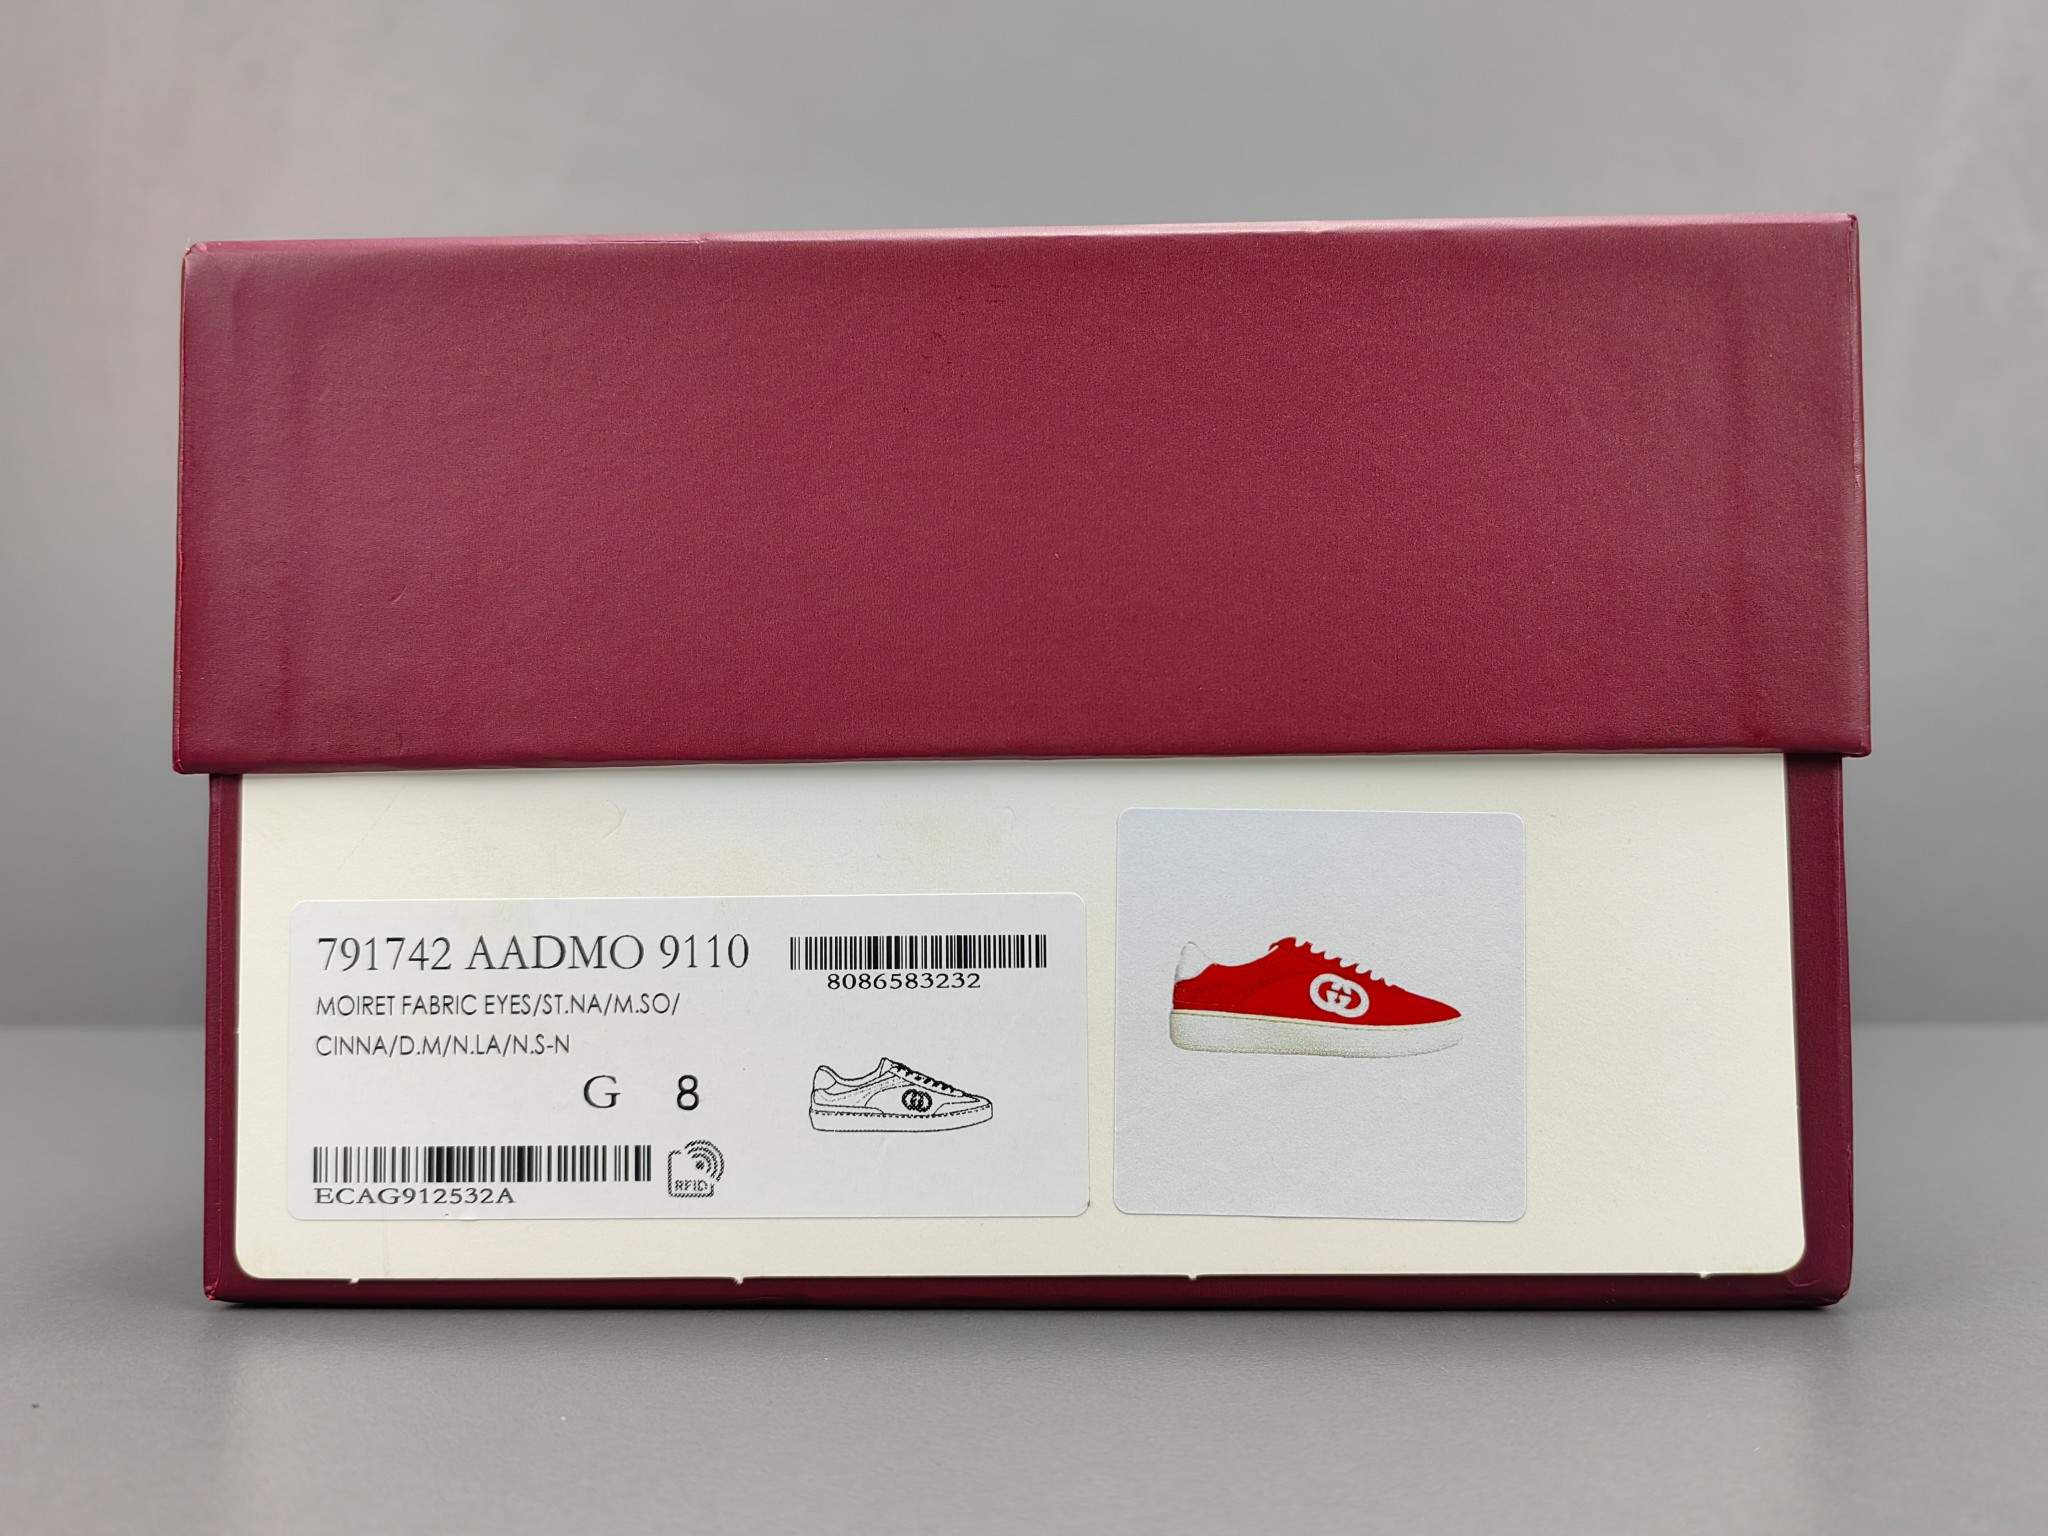 791742 AADMO 9110
8086583232
MOIRET FABRIC EYES/ST.NA/M.SO/
CINNA/D.M/N.LA/N.S-N
G 8
ECAG912532A
RFID